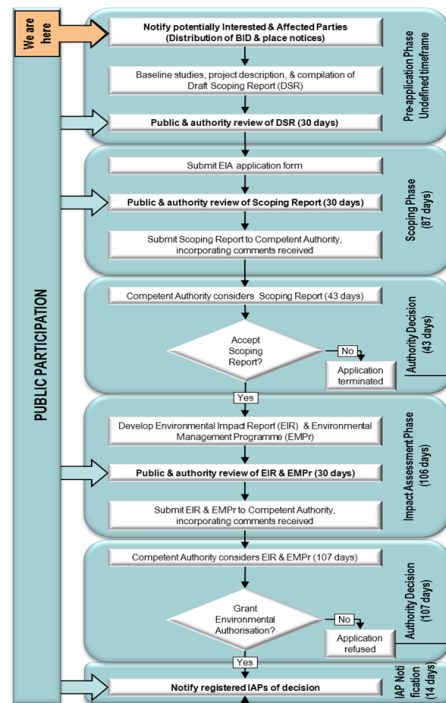 We are
here
PUBLIC PARTICIPATION
Notify potentially Interested & Affected Parties
(Distribution of BID & place notices)
Baseline studies, project description, & compilation of
Draft Scoping Report (DSR)
Public & authority review of DSR (30 days)
Pre-application Phase
Undefined timeframe
Submit EIA application form
Public & authority review of Scoping Report (30 days)
Submit Scoping Report to Competent Authority,
incorporating comments received
Scoping Phase
(87 days)
Competent Authority considers Scoping Report (43 days)
Accept
Scoping
Report?
No
Application
terminated
Yes
Authority Decision
(43 days)
Develop Environmental Impact Report (EIR) & Environmental
Management Programme (EMPr)
Public & authority review of EIR & EMPr (30 days)
Submit EIR & EMPr to Competent Authority,
incorporating comments received
Impact Assessment Phase
(106 days)
Competent Authority considers EIR & EMPr (107 days)
Grant
Environmental
Authorisation?
No
Application
refused
Yes
Authority Decision
(107 days)
Notify registered IAPs of decision
IAP Noti
fication
(14 days)